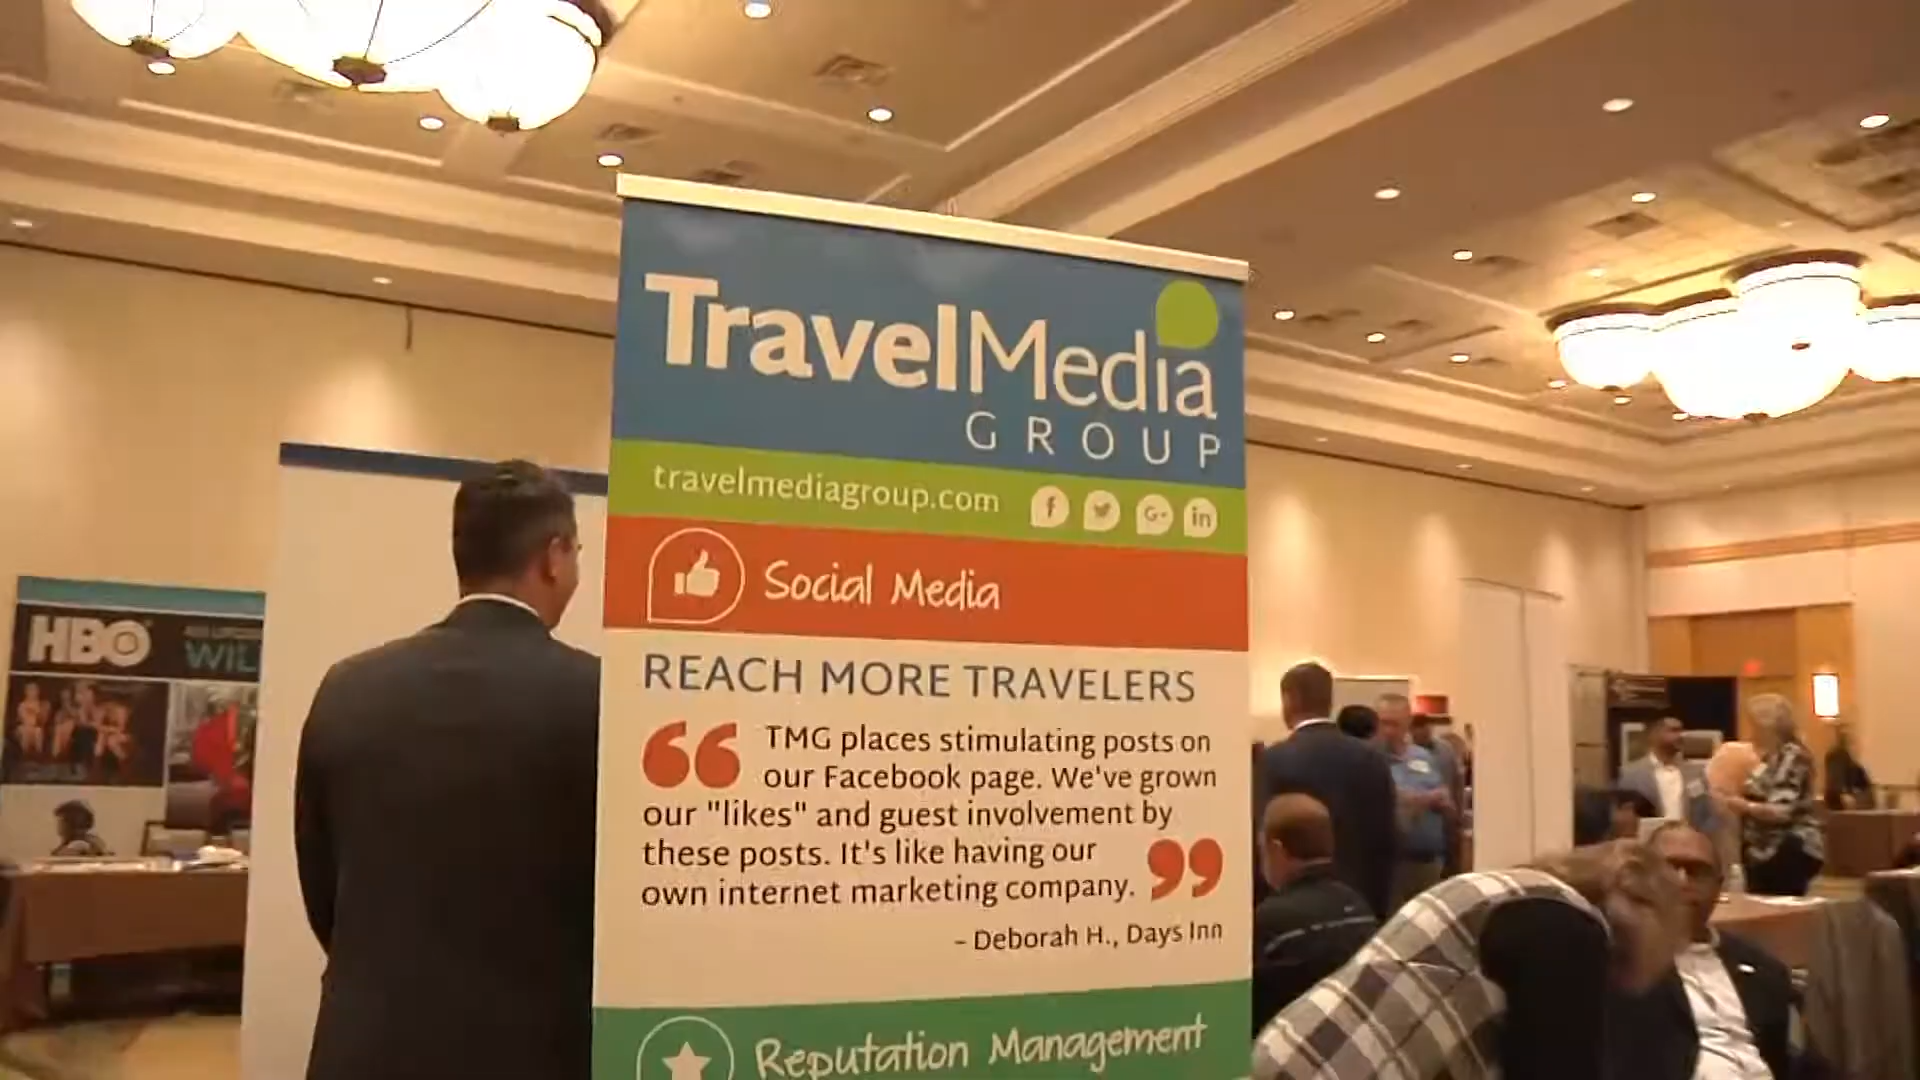 TravelMedia
GROUP
travelmediagroup.com
f G+ in
Social Media
REACH MORE TRAVELERS
“ TMG places stimulating posts on
our Facebook page. We've grown
our "likes" and guest involvement by
these posts. It's like having our
own internet marketing company. ”
– Deborah H., Days Inn
Reputation Management
HBO
WIL